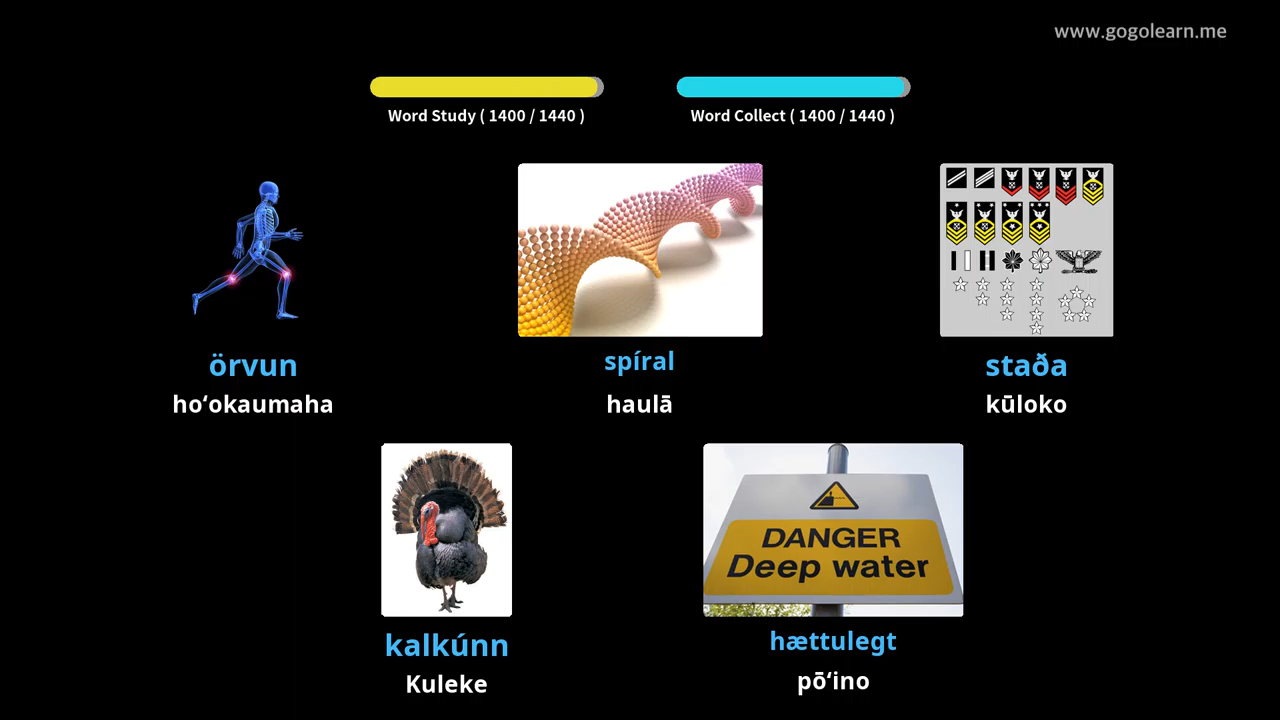 www.gogolearn.me
Word Study ( 1400 / 1440 )
Word Collect ( 1400 / 1440 )
örvun
hoʻokaumaha
spíral
haulā
staða
kūloko
DANGER
Deep water
kalkúnn
Kuleke
hættulegt
pōʻino